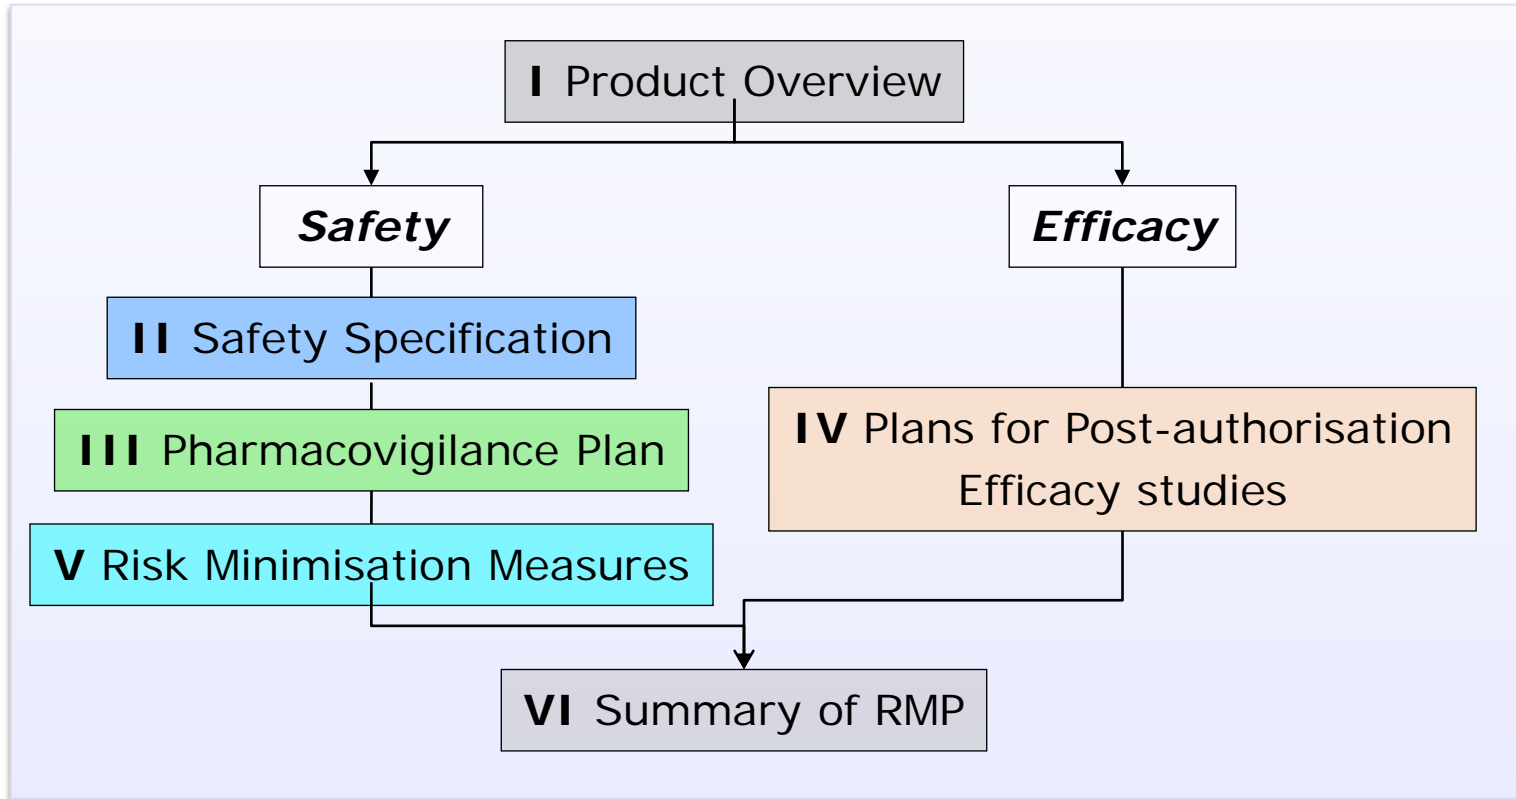 I Product Overview
Safety
Efficacy
II Safety Specification
III Pharmacovigilance Plan
IV Plans for Post-authorisation
Efficacy studies
V Risk Minimisation Measures
VI Summary of RMP